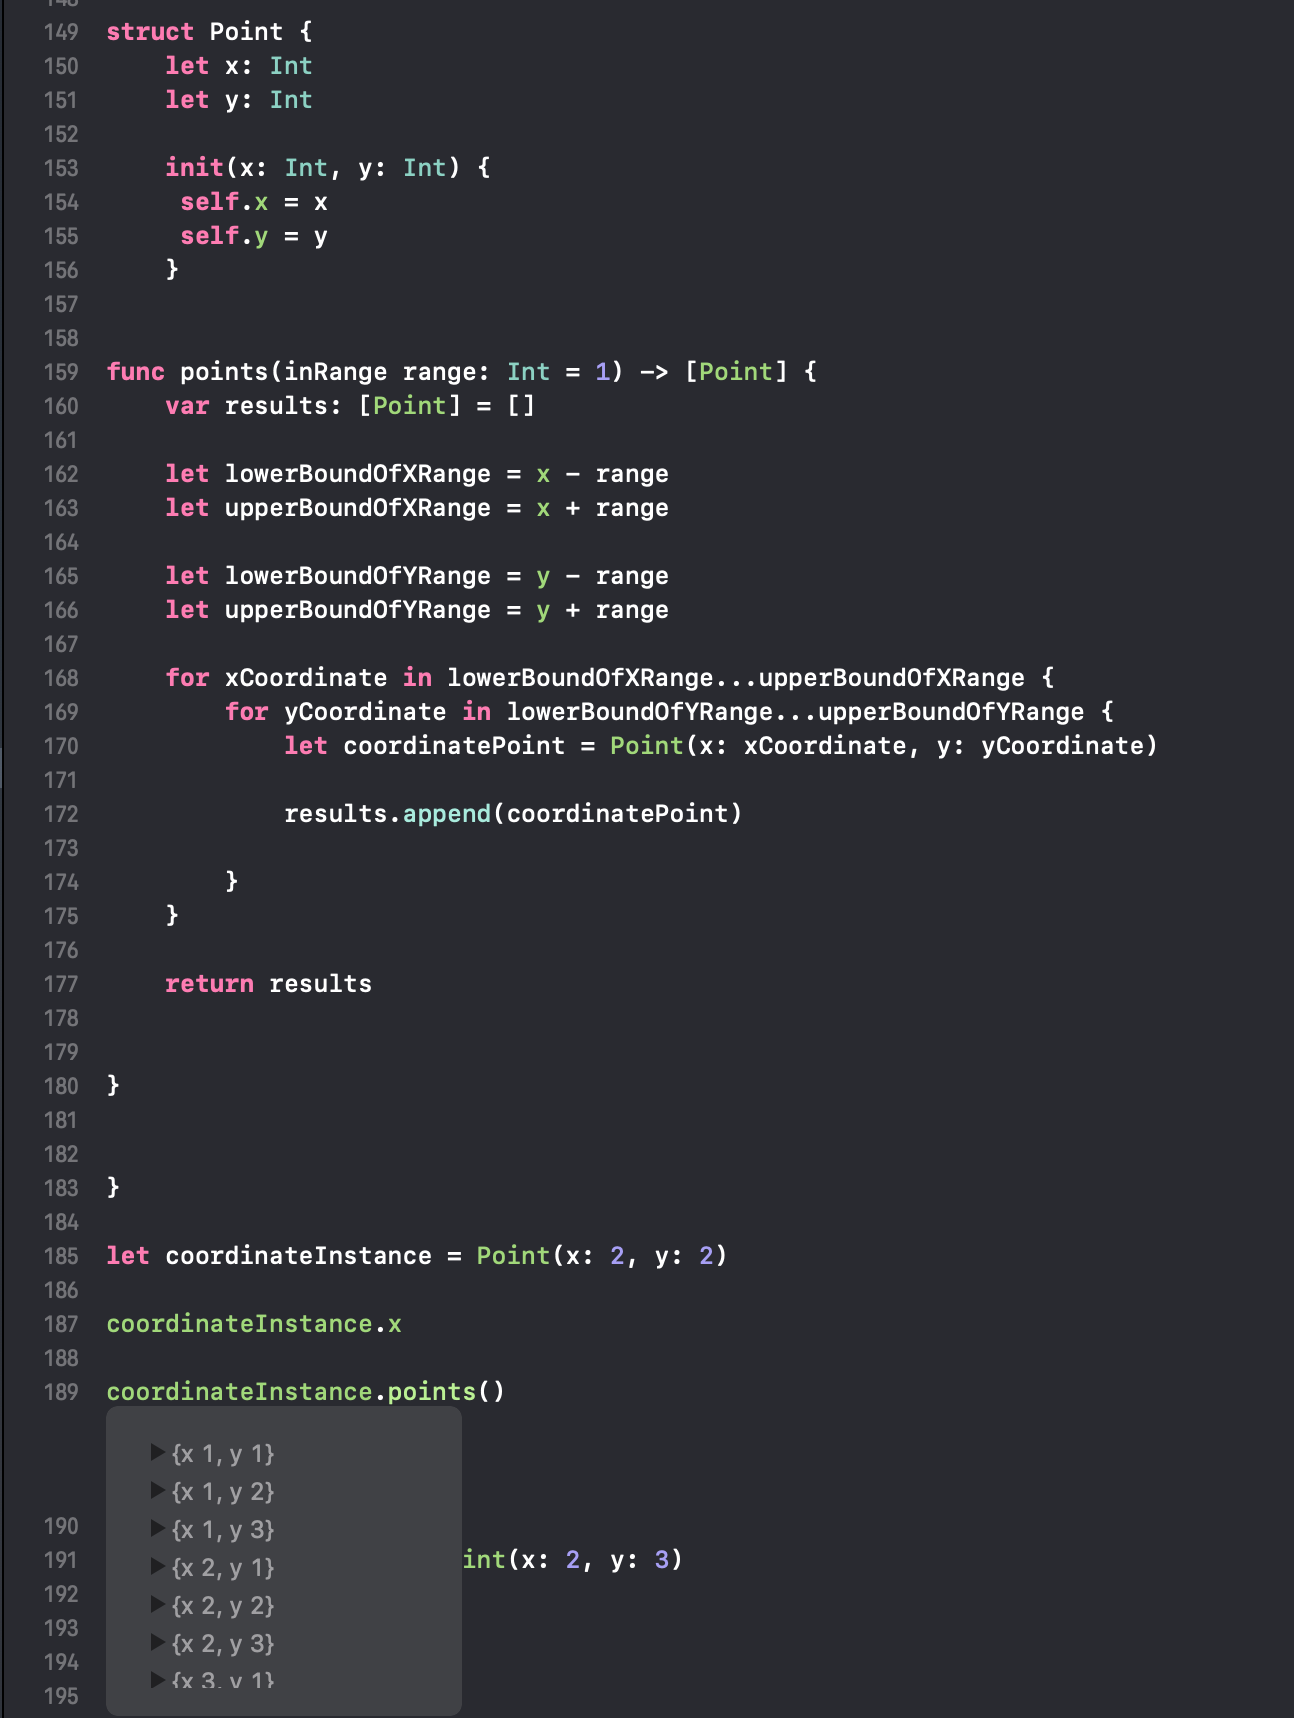 149 struct Point {
150     let x: Int
151     let y: Int
152
153     init(x: Int, y: Int) {
154      self.x = x
155      self.y = y
156     }
157
158
159 func points(inRange range: Int = 1) -> [Point] {
160     var results: [Point] = []
161
162     let lowerBoundOfXRange = x - range
163     let upperBoundOfXRange = x + range
164
165     let lowerBoundOfYRange = y - range
166     let upperBoundOfYRange = y + range
167
168     for xCoordinate in lowerBoundOfXRange...upperBoundOfXRange {
169         for yCoordinate in lowerBoundOfYRange...upperBoundOfYRange {
170             let coordinatePoint = Point(x: xCoordinate, y: yCoordinate)
171
172             results.append(coordinatePoint)
173
174         }
175     }
176
177     return results
178
179
180 }
181
182
183 }
184
185 let coordinateInstance = Point(x: 2, y: 2)
186
187 coordinateInstance.x
188
189 coordinateInstance.points()
{x 1, y 1}
{x 1, y 2}
190 {x 1, y 3}
191 {x 2, y 1} int(x: 2, y: 3)
192 {x 2, y 2}
193 {x 2, y 3}
194 {x 3, y 1}
195